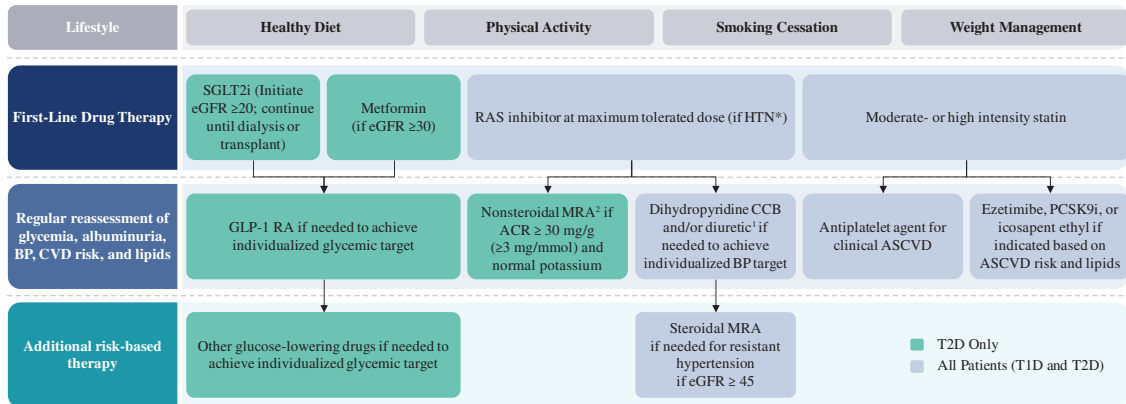 Lifestyle
Healthy Diet
Physical Activity
Smoking Cessation
Weight Management
First-Line Drug Therapy
SGLT2i (Initiate
eGFR ≥20; continue
until dialysis or
transplant)
Metformin
(if eGFR ≥30)
RAS inhibitor at maximum tolerated dose (if HTN*)
Moderate- or high intensity statin
Regular reassessment of
glycemia, albuminuria,
BP, CVD risk, and lipids
GLP-1 RA if needed to achieve
individualized glycemic target
Nonsteroidal MRA² if
ACR ≥ 30 mg/g
(≥3 mg/mmol) and
normal potassium
Dihydropyridine CCB
and/or diuretic¹ if
needed to achieve
individualized BP target
Antiplatelet agent for
clinical ASCVD
Ezetimibe, PCSK9i, or
icosapent ethyl if
indicated based on
ASCVD risk and lipids
Additional risk-based
therapy
Other glucose-lowering drugs if needed to
achieve individualized glycemic target
Steroidal MRA
if needed for resistant
hypertension
if eGFR ≥ 45
T2D Only
All Patients (T1D and T2D)